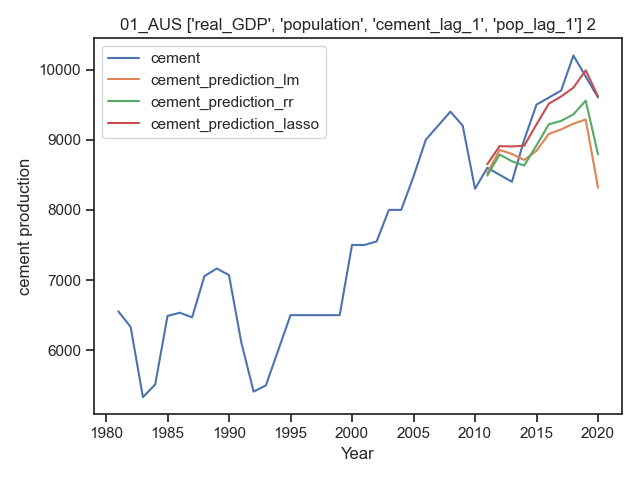 01_AUS ['real_GDP', 'population', 'cement_lag_1', 'pop_lag_1'] 2
cement
cement_prediction_lm
cement_prediction_rr
cement_prediction_lasso
cement production
10000
9000
8000
7000
6000
1980 1985 1990 1995 2000 2005 2010 2015 2020
Year